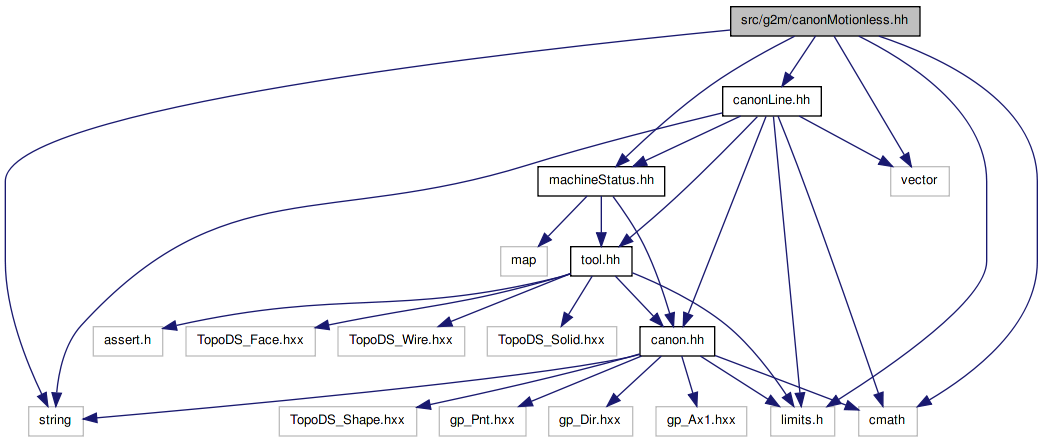 src/g2m/canonMotionless.hh
canonLine.hh
machineStatus.hh
vector
map
tool.hh
assert.h
TopoDS_Face.hxx
TopoDS_Wire.hxx
TopoDS_Solid.hxx
canon.hh
string
TopoDS_Shape.hxx
gp_Pnt.hxx
gp_Dir.hxx
gp_Ax1.hxx
limits.h
cmath